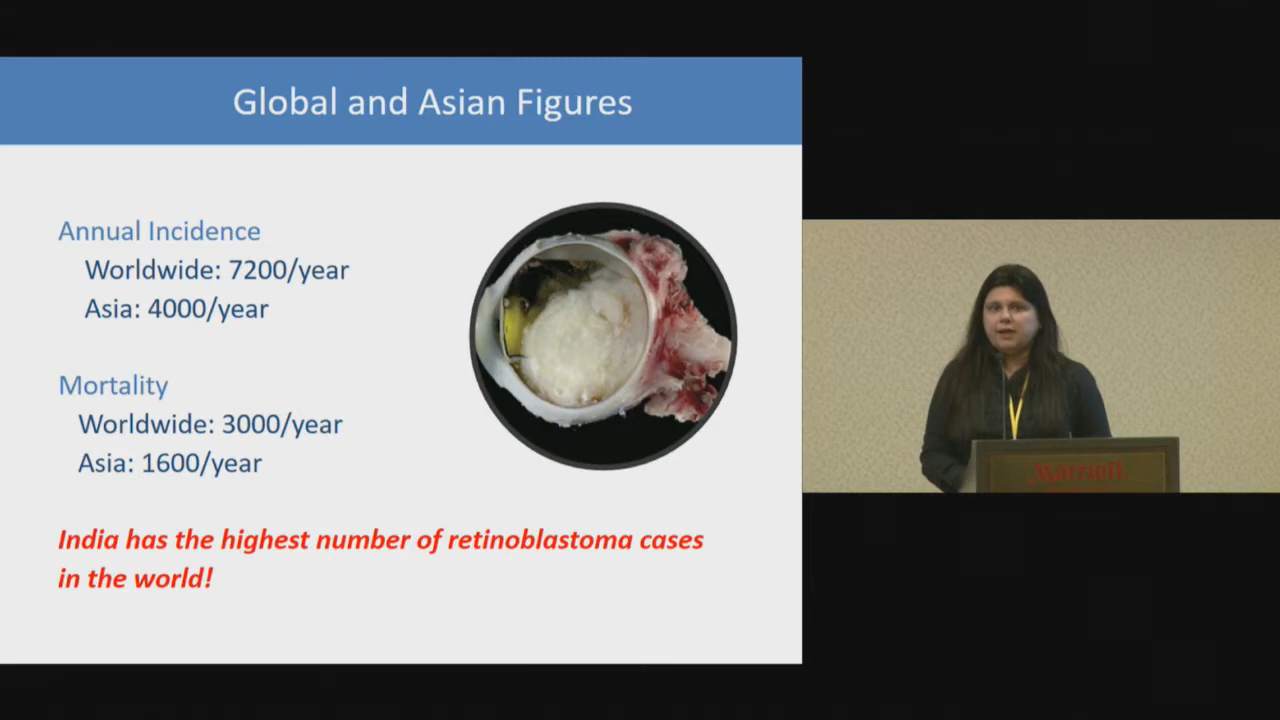 Global and Asian Figures
Annual Incidence
Worldwide: 7200/year
Asia: 4000/year
Mortality
Worldwide: 3000/year
Asia: 1600/year
India has the highest number of retinoblastoma cases
in the world!
Marriott